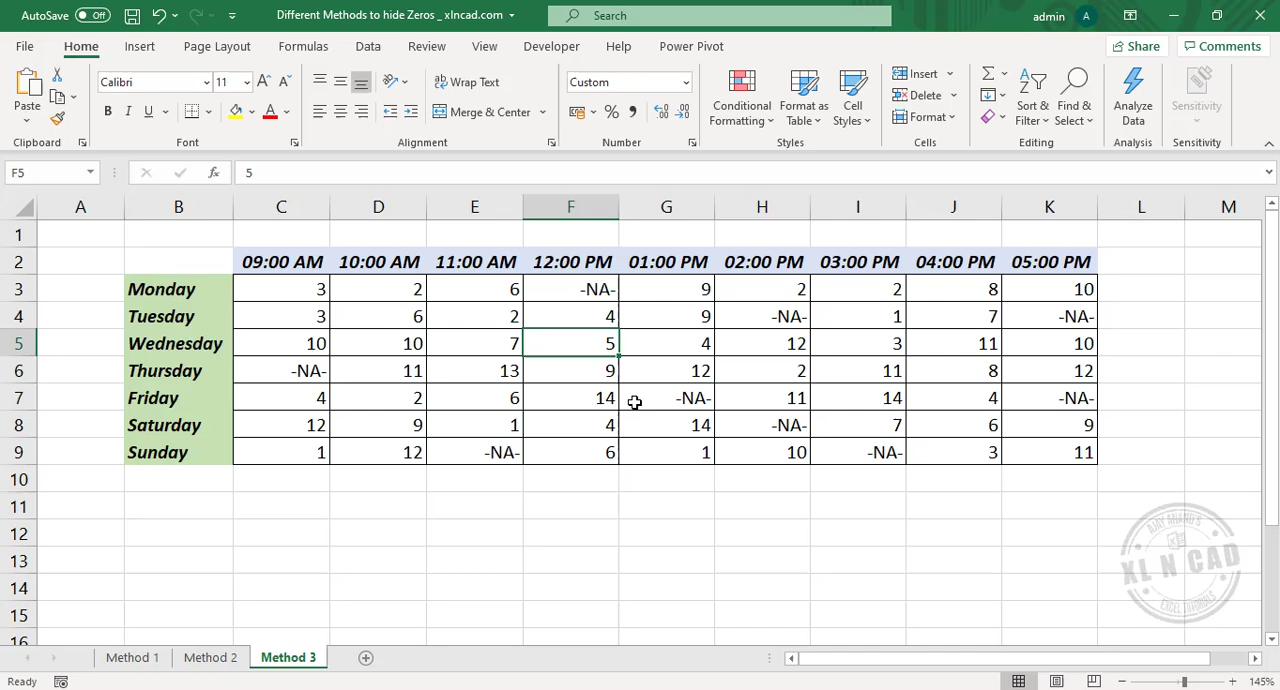 AutoSave Off Different Methods to hide Zeros _ xlncad.com Search admin A
File Home Insert Page Layout Formulas Data Review View Developer Help Power Pivot Share Comments
Paste Calibri 11 A A Wrap Text Custom Conditional Formatting Format as Table Cell Styles Insert Sort & Filter Find & Select Analyze Data Sensitivity
B I U A Merge & Center % , Delete
Format
Clipboard Font Alignment Number Styles Cells Editing Analysis Sensitivity
F5 fx 5
A B C D E F G H I J K L M
1
2 09:00 AM 10:00 AM 11:00 AM 12:00 PM 01:00 PM 02:00 PM 03:00 PM 04:00 PM 05:00 PM
3 Monday 3 2 6 -NA- 9 2 2 8 10
4 Tuesday 3 6 2 4 9 -NA- 1 7 -NA-
5 Wednesday 10 10 7 5 4 12 3 11 10
6 Thursday -NA- 11 13 9 12 2 11 8 12
7 Friday 4 2 6 14 -NA- 11 14 4 -NA-
8 Saturday 12 9 1 4 14 -NA- 7 6 9
9 Sunday 1 12 -NA- 6 1 10 -NA- 3 11
10
11
12
13
14
15
16
AJAY ANAND'S
XL N CAD
EXCEL TUTORIALS
Method 1 Method 2 Method 3
Ready 145%